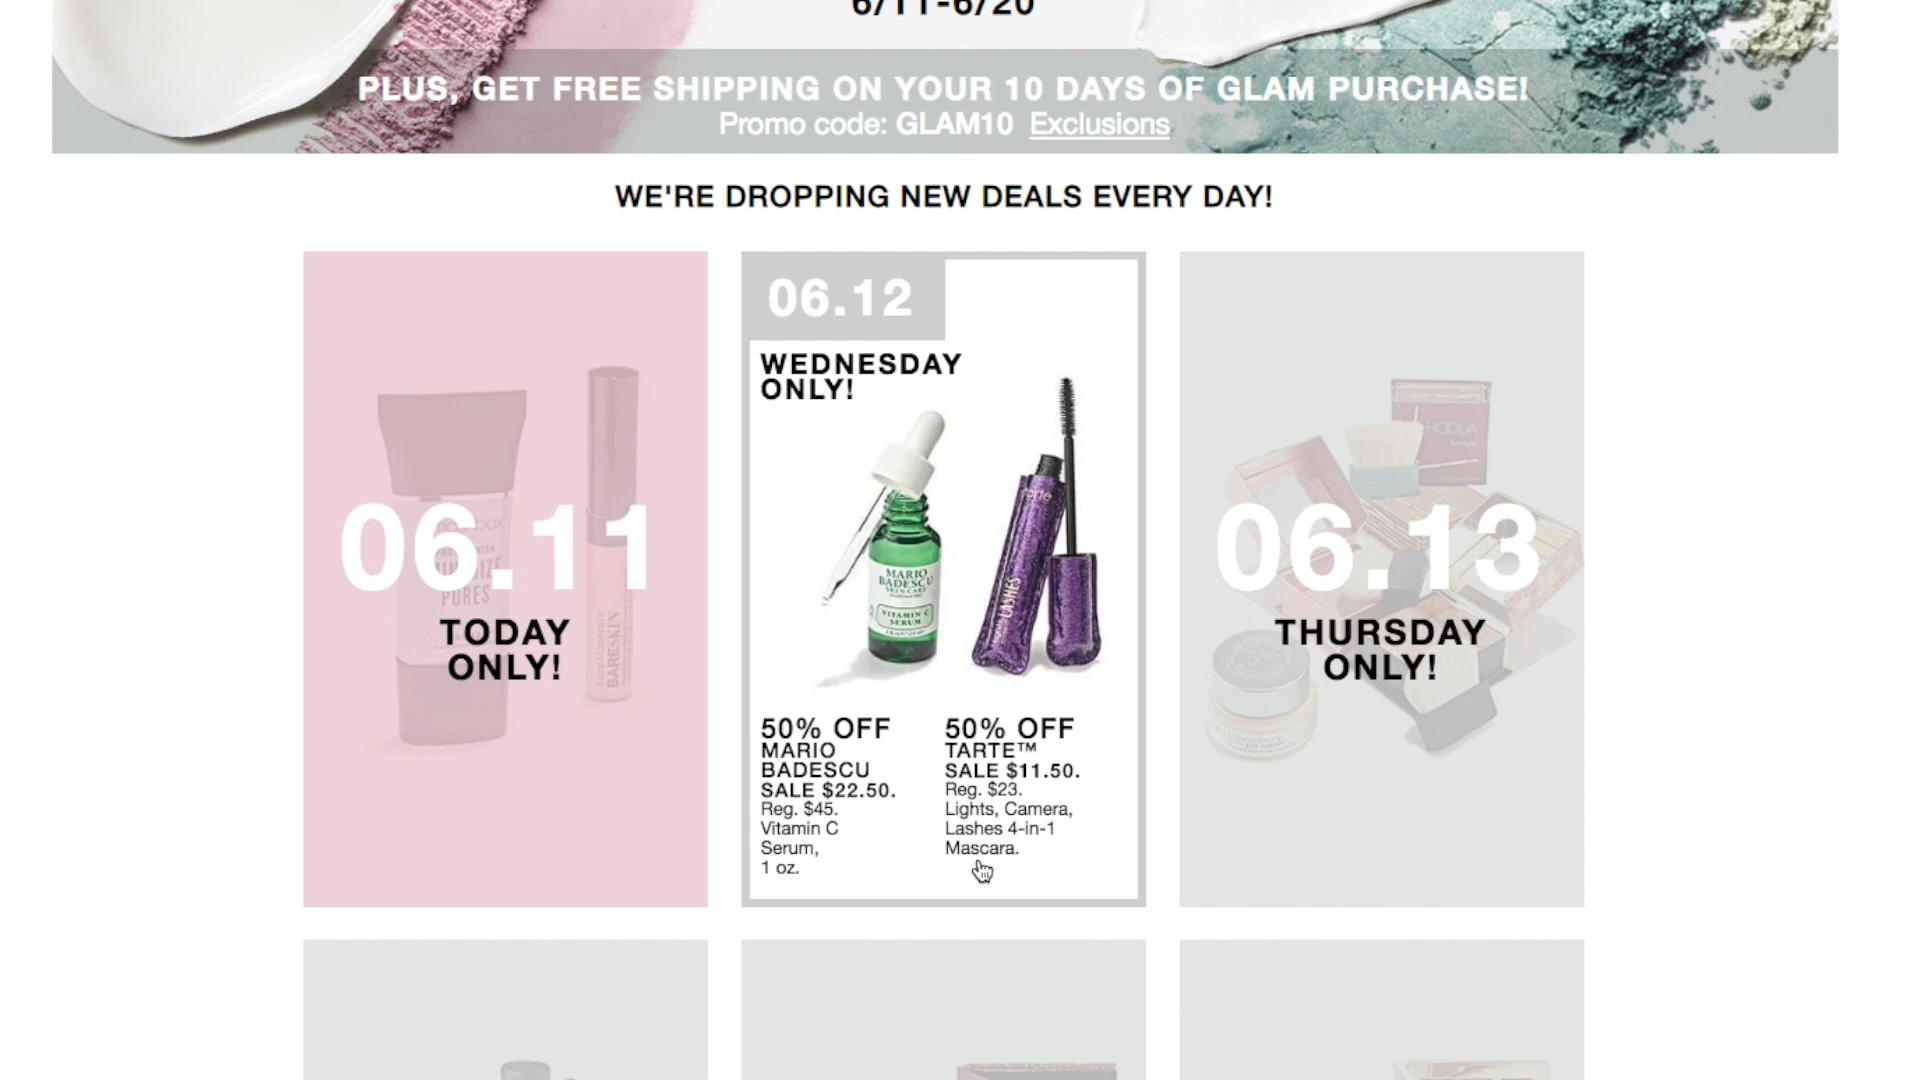 6/11-6/20
PLUS, GET FREE SHIPPING ON YOUR 10 DAYS OF GLAM PURCHASE!
Promo code: GLAM10 Exclusions
WE'RE DROPPING NEW DEALS EVERY DAY!
06.11
TODAY
ONLY!
bareMinerals
BARESKIN
PORES
06.12
WEDNESDAY
ONLY!
MARIO
BADESCU
SKIN CARE
VITAMIN C
SERUM
tarte
LASHES
50% OFF
MARIO
BADESCU
SALE $22.50.
Reg. $45.
Vitamin C
Serum,
1 oz.
50% OFF
TARTE™
SALE $11.50.
Reg. $23.
Lights, Camera,
Lashes 4-in-1
Mascara.
HOOLA
benefit
06.13
THURSDAY
ONLY!